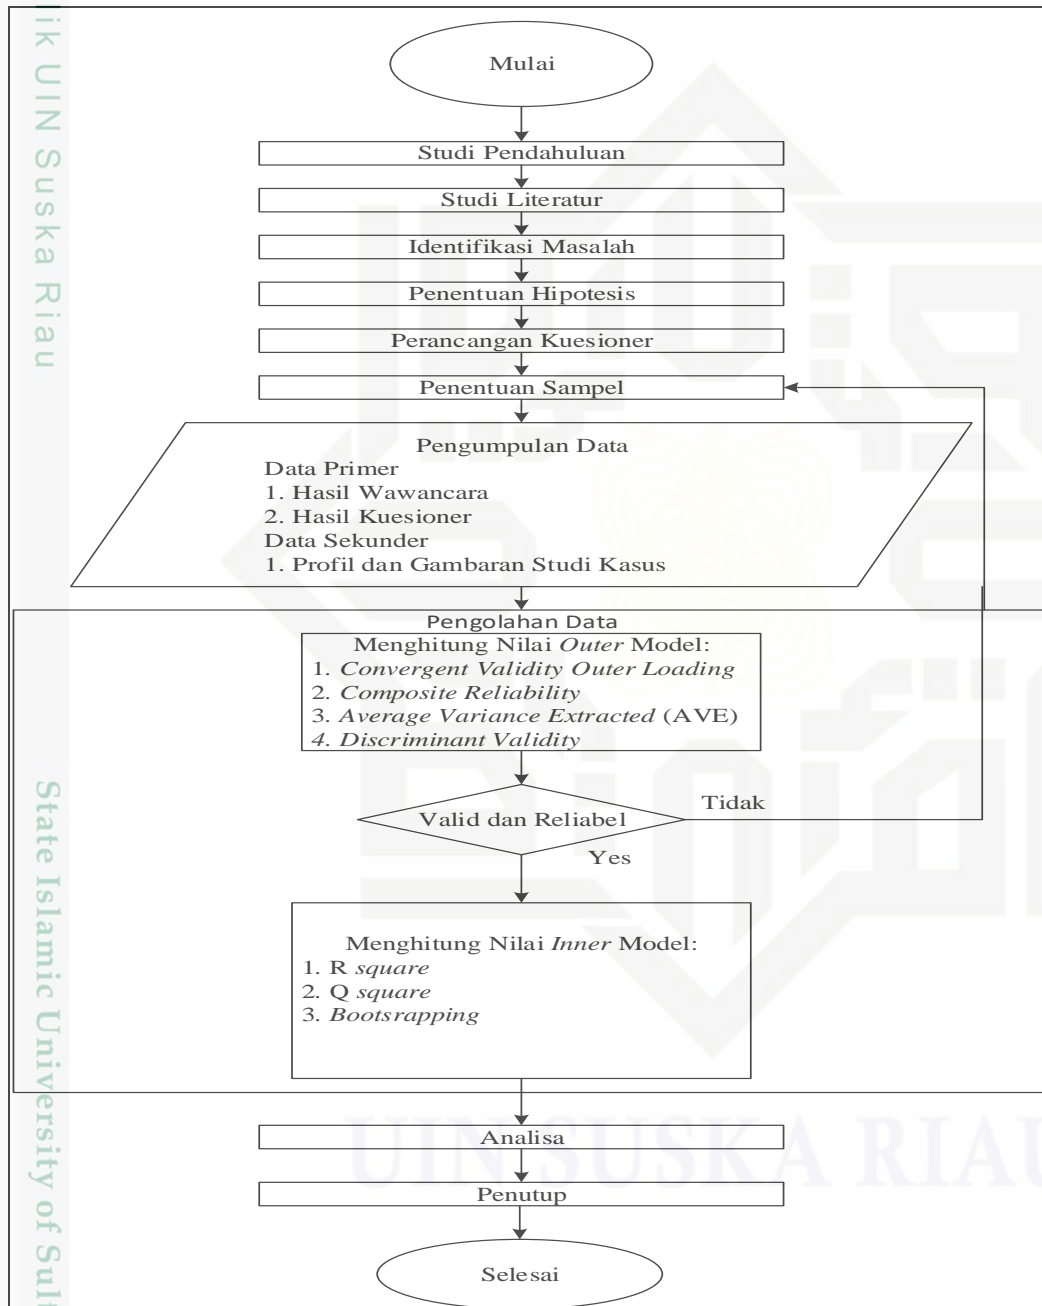 ik UIN Suska Riau
State Islamic University of Sult
Mulai
Studi Pendahuluan
Studi Literatur
Identifikasi Masalah
Penentuan Hipotesis
Perancangan Kuesioner
Penentuan Sampel
Pengumpulan Data
Data Primer
1. Hasil Wawancara
2. Hasil Kuesioner
Data Sekunder
1. Profil dan Gambaran Studi Kasus
Pengolahan Data
Menghitung Nilai Outer Model:
1. Convergent Validity Outer Loading
2. Composite Reliability
3. Average Variance Extracted (AVE)
4. Discriminant Validity
Valid dan Reliabel
Tidak
Yes
Menghitung Nilai Inner Model:
1. R square
2. Q square
3. Bootsrapping
Analisa
UIN SUSKA RIAU
Penutup
Selesai